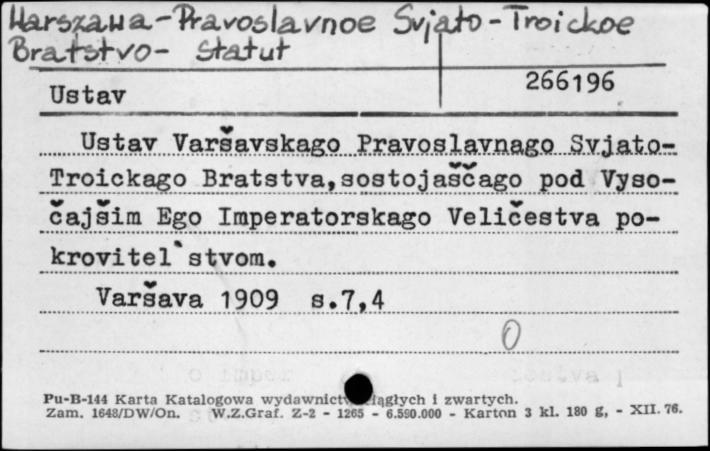 Warszawa-Pravoslavnoe Svjato-Troickoe
Bratstvo- statut
266196
Ustav
Ustav Varšavskago Pravoslavnago Svjato-
Troickago Bratstva,sostojaščago pod Vyso-
čajšim Ego Imperatorskago Veličestva po-
krovitel`stvom.
Varšava 1909 s.7,4
0
Pu-B-144 Karta Katalogowa wydawnictw ciągłych i zwartych.
Zam. 1648/DW/On. W.Z.Graf. Z-2 - 1265 - 6.590.000 - Karton 3 kl. 180 g, - XII. 76.